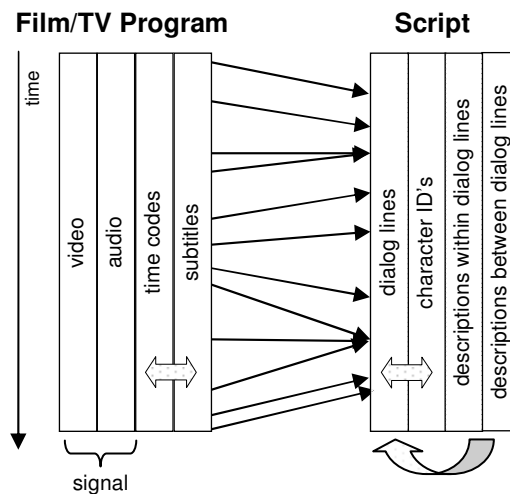 Film/TV Program
Script
time
video
audio
time codes
subtitles
dialog lines
character ID's
descriptions within dialog lines
descriptions between dialog lines
signal